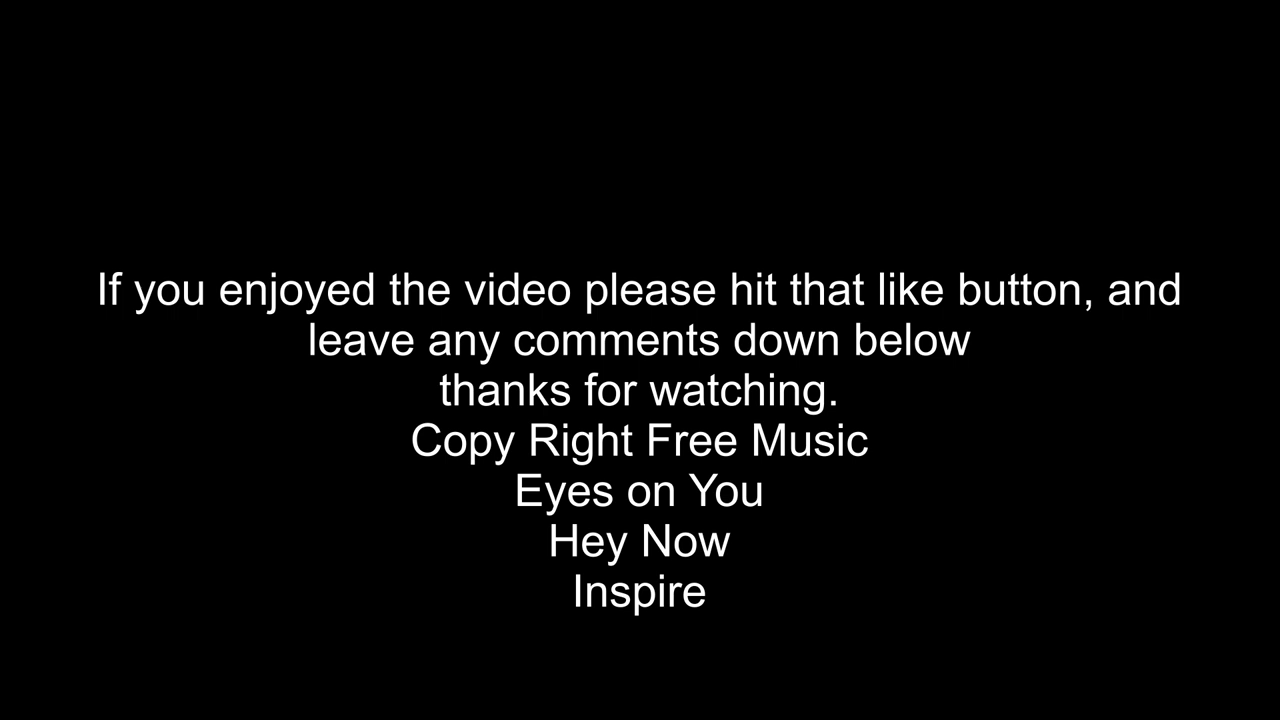 If you enjoyed the video please hit that like button, and
leave any comments down below
thanks for watching.
Copy Right Free Music
Eyes on You
Hey Now
Inspire